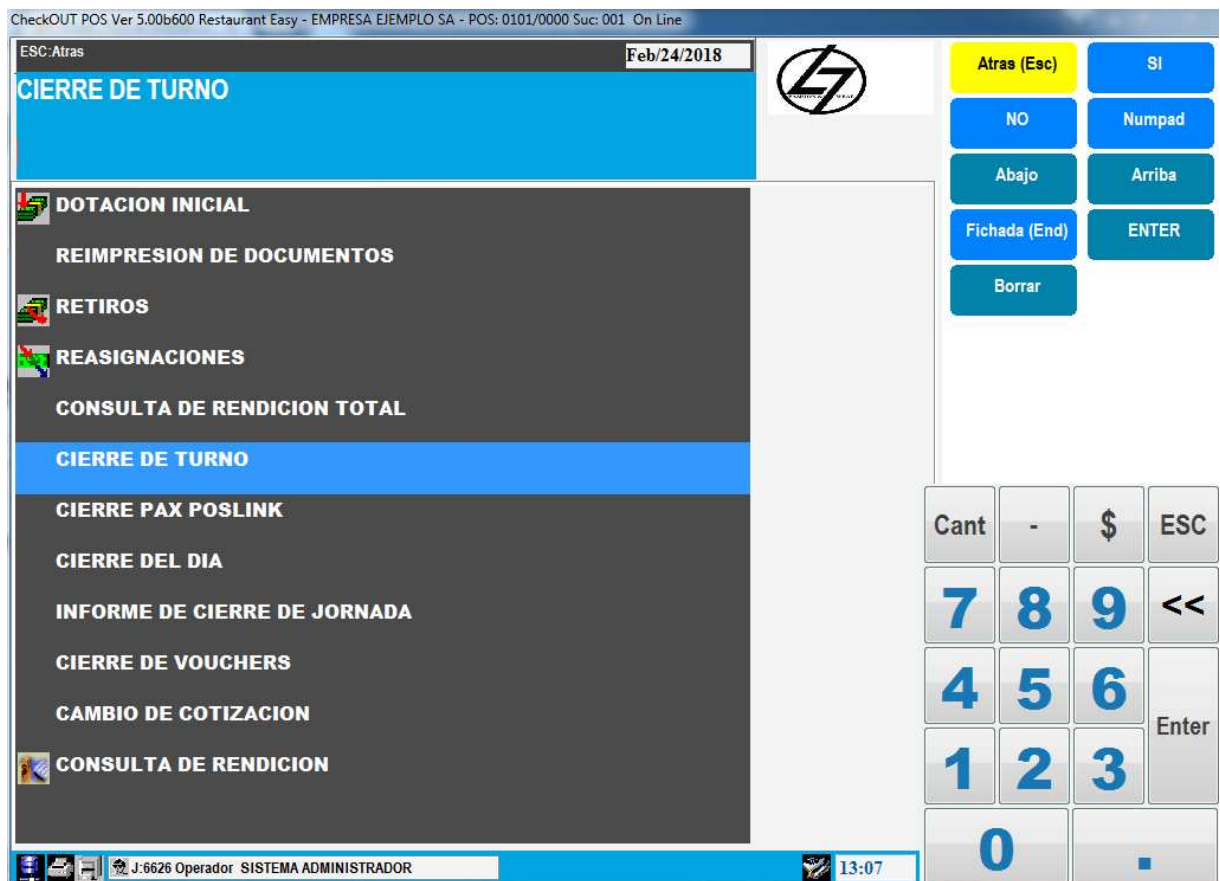 CheckOUT POS Ver 5.00b600 Restaurant Easy - EMPRESA EJEMPLO SA - POS: 0101/0000 Suc: 001 On Line
ESC:Atras
Feb/24/2018
CIERRE DE TURNO
DOTACION INICIAL
REIMPRESION DE DOCUMENTOS
RETIROS
REASIGNACIONES
CONSULTA DE RENDICION TOTAL
CIERRE DE TURNO
CIERRE PAX POSLINK
CIERRE DEL DIA
INFORME DE CIERRE DE JORNADA
CIERRE DE VOUCHERS
CAMBIO DE COTIZACION
CONSULTA DE RENDICION
J:6626 Operador SISTEMA ADMINISTRADOR
13:07
Atras (Esc) SI
NO Numpad
Abajo Arriba
Fichada (End) ENTER
Borrar
Cant - $ ESC
7 8 9 <<
4 5 6
Enter
1 2 3
0 .